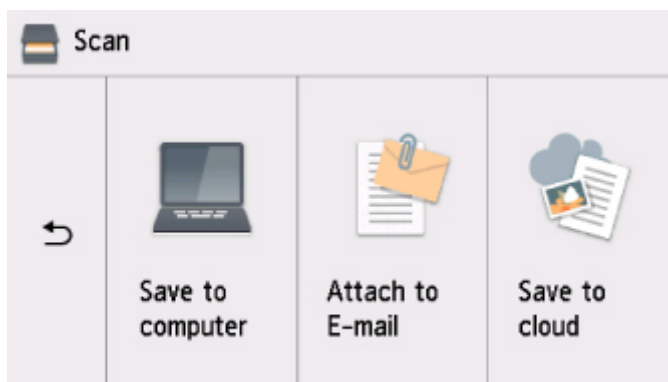 Scan
Save to
computer
Attach to
E-mail
Save to
cloud